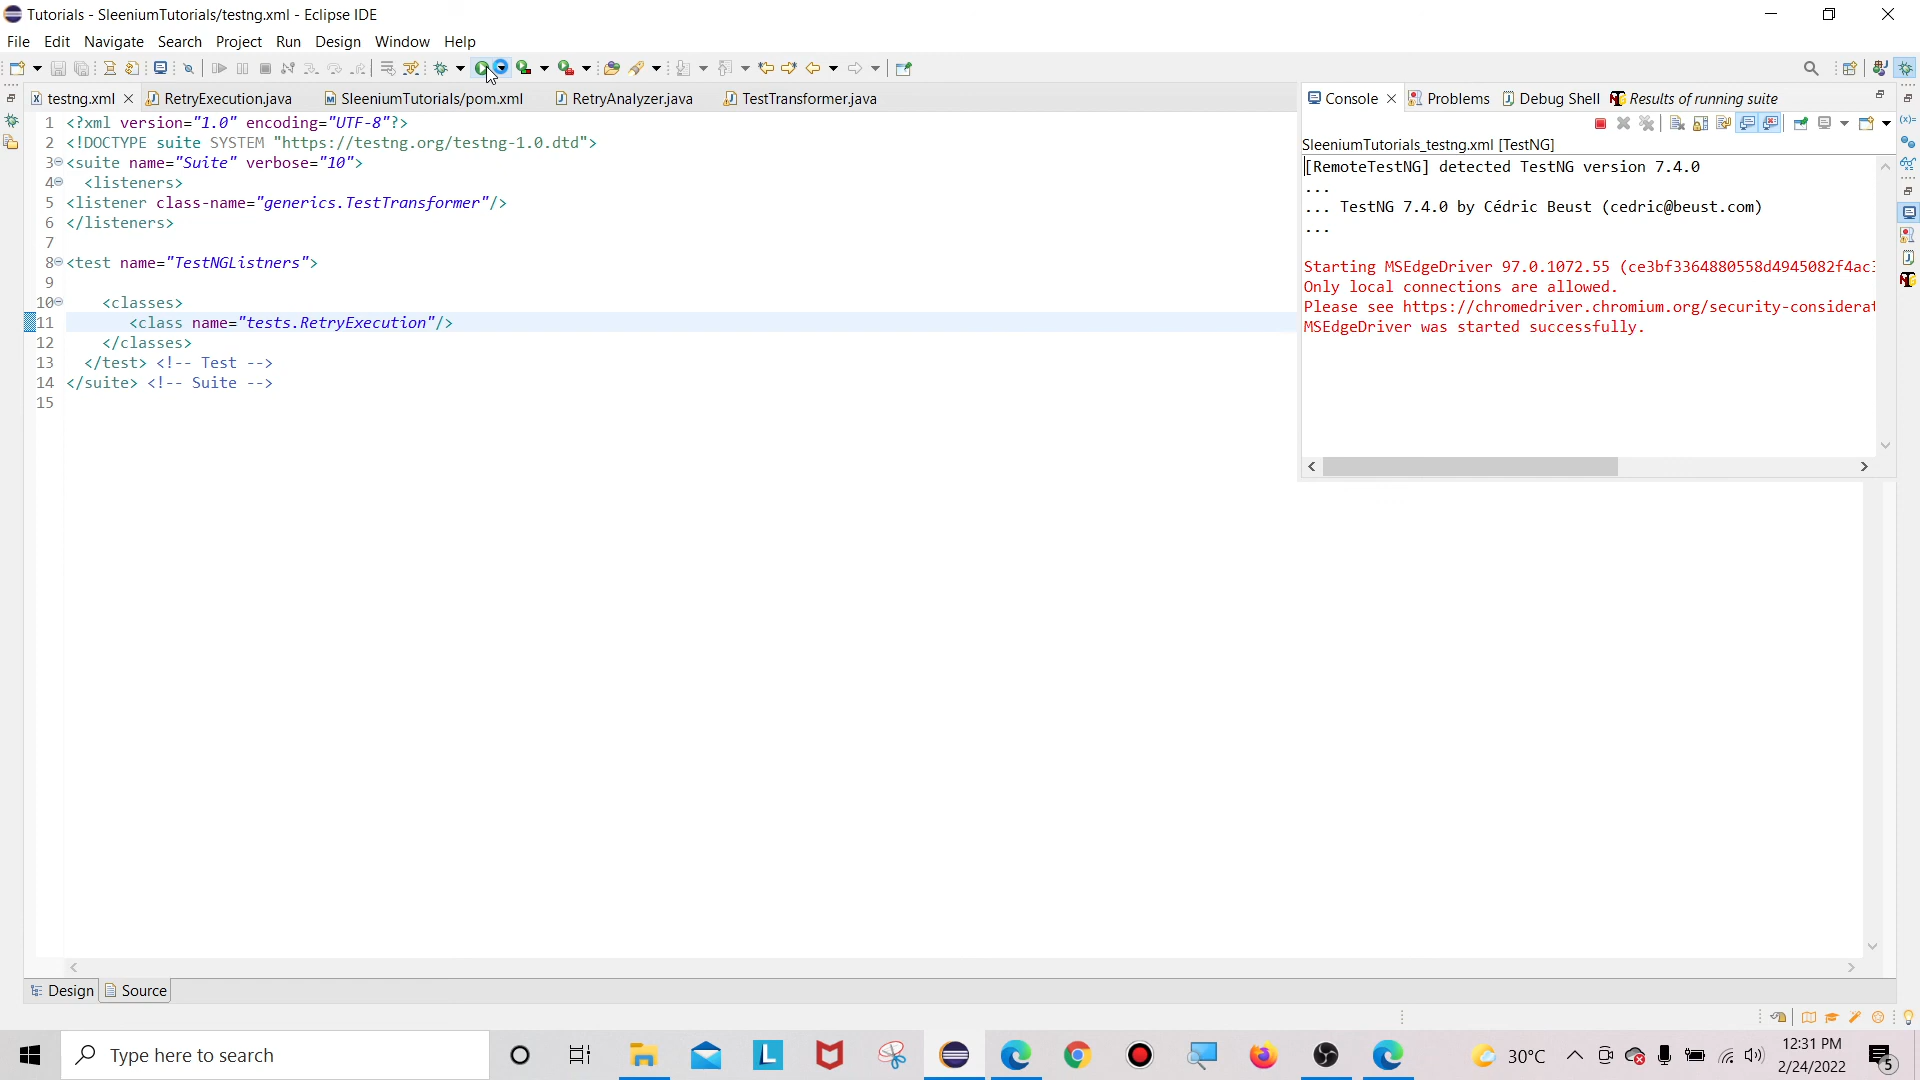 Tutorials - SleeniumTutorials/testng.xml - Eclipse IDE
File Edit Navigate Search Project Run Design Window Help
testng.xml RetryExecution.java SleeniumTutorials/pom.xml RetryAnalyzer.java TestTransformer.java
1 <?xml version="1.0" encoding="UTF-8"?>
2 <!DOCTYPE suite SYSTEM "https://testng.org/testng-1.0.dtd">
3 <suite name="Suite" verbose="10">
4 <listeners>
5 <listener class-name="generics.TestTransformer"/>
6 </listeners>
7
8 <test name="TestNGListners">
9
10 <classes>
11 <class name="tests.RetryExecution"/>
12 </classes>
13 </test> <!-- Test -->
14 </suite> <!-- Suite -->
15
Console Problems Debug Shell Results of running suite
SleeniumTutorials_testng.xml [TestNG]
[RemoteTestNG] detected TestNG version 7.4.0
...
... TestNG 7.4.0 by Cédric Beust (cedric@beust.com)
...
Starting MSEdgeDriver 97.0.1072.55 (ce3bf3364880558d4945082f4ac
Only local connections are allowed.
Please see https://chromedriver.chromium.org/security-considerat
MSEdgeDriver was started successfully.
Design Source
Type here to search
30°C
12:31 PM
2/24/2022
5